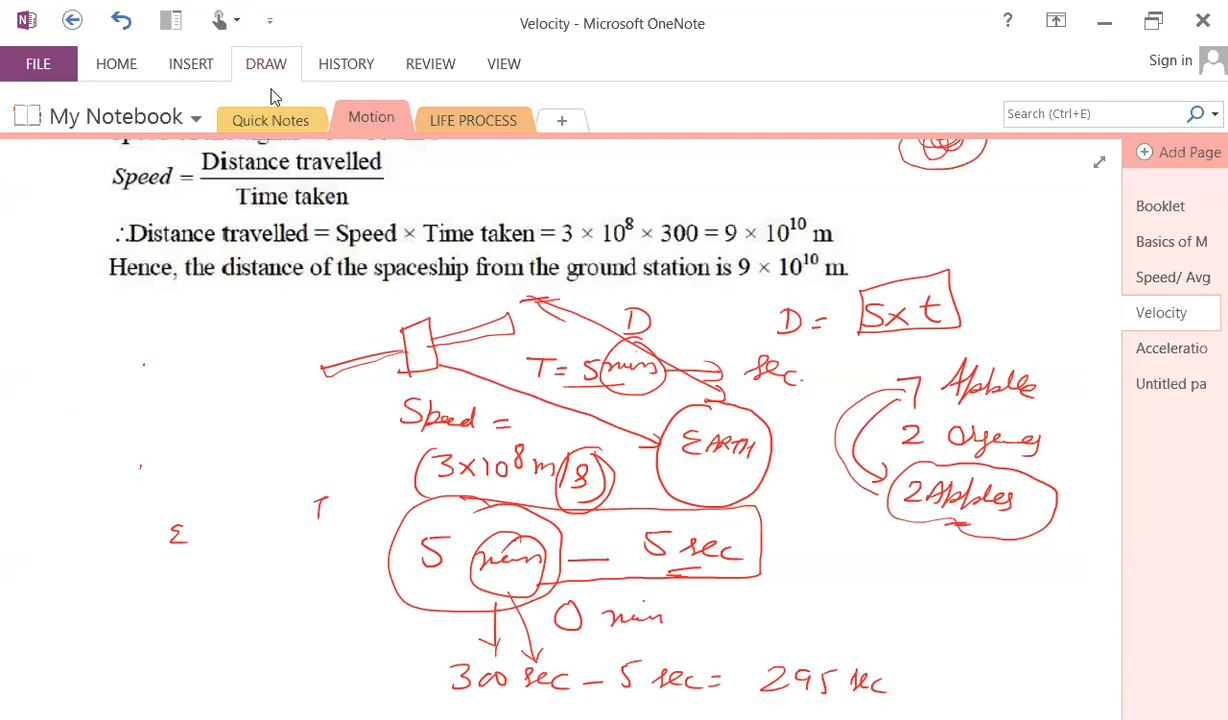 Velocity - Microsoft OneNote
?
FILE HOME INSERT DRAW HISTORY REVIEW VIEW
Sign in
My Notebook
Quick Notes
Motion
LIFE PROCESS
+
Search (Ctrl+E)
Add Page
Booklet
Basics of M
Speed/ Avg
Velocity
Acceleratio
Untitled pa
Speed = Distance travelled
Time taken
∴Distance travelled = Speed × Time taken = 3 × 10⁸ × 300 = 9 × 10¹⁰ m
Hence, the distance of the spaceship from the ground station is 9 × 10¹⁰ m.
D
D = S x t
T = 5 min
sec.
7 Apple
Speed =
EARTH
2
3x10⁸ m/s
2 Apples
T
Σ
5 min – 5 sec
0 min
300 sec – 5 sec = 295 sec